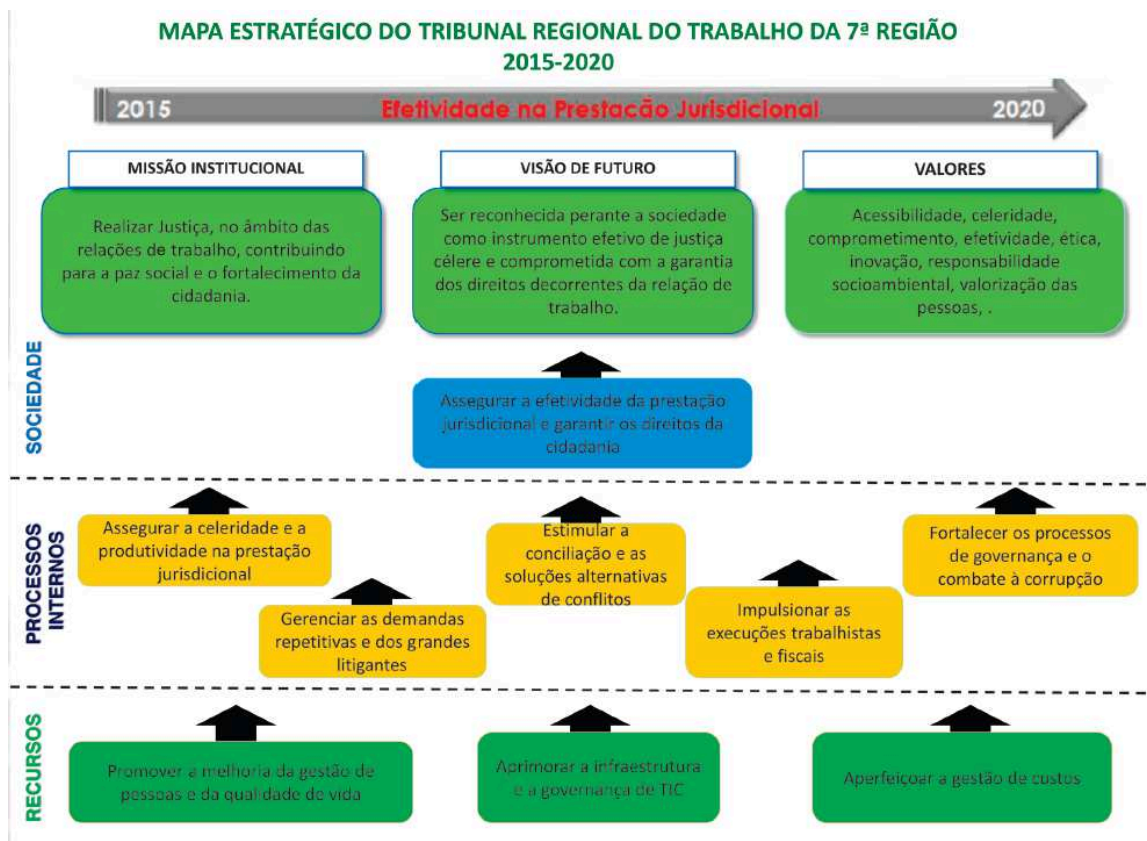 MAPA ESTRATÉGICO DO TRIBUNAL REGIONAL DO TRABALHO DA 7ª REGIÃO
2015-2020
2015
Efetividade na Prestação Jurisdicional
2020
MISSÃO INSTITUCIONAL
Realizar Justiça, no âmbito das
relações de trabalho, contribuindo
para a paz social e o fortalecimento da
cidadania.
VISÃO DE FUTURO
Ser reconhecida perante a sociedade
como instrumento efetivo de justiça
célere e comprometida com a garantia
dos direitos decorrentes da relação de
trabalho.
VALORES
Acessibilidade, celeridade,
comprometimento, efetividade, ética,
inovação, responsabilidade
socioambiental, valorização das
pessoas, .
SOCIEDADE
Assegurar a efetividade da prestação
jurisdicional e garantir os direitos da
cidadania
PROCESSOS
INTERNOS
Assegurar a celeridade e a
produtividade na prestação
jurisdicional
Gerenciar as demandas
repetitivas e dos grandes
litigantes
Estimular a
conciliação e as
soluções alternativas
de conflitos
Impulsionar as
execuções trabalhistas
e fiscais
Fortalecer os processos
de governança e o
combate à corrupção
RECURSOS
Promover a melhoria da gestão de
pessoas e da qualidade de vida
Aprimorar a infraestrutura
e a governança de TIC
Aperfeiçoar a gestão de custos